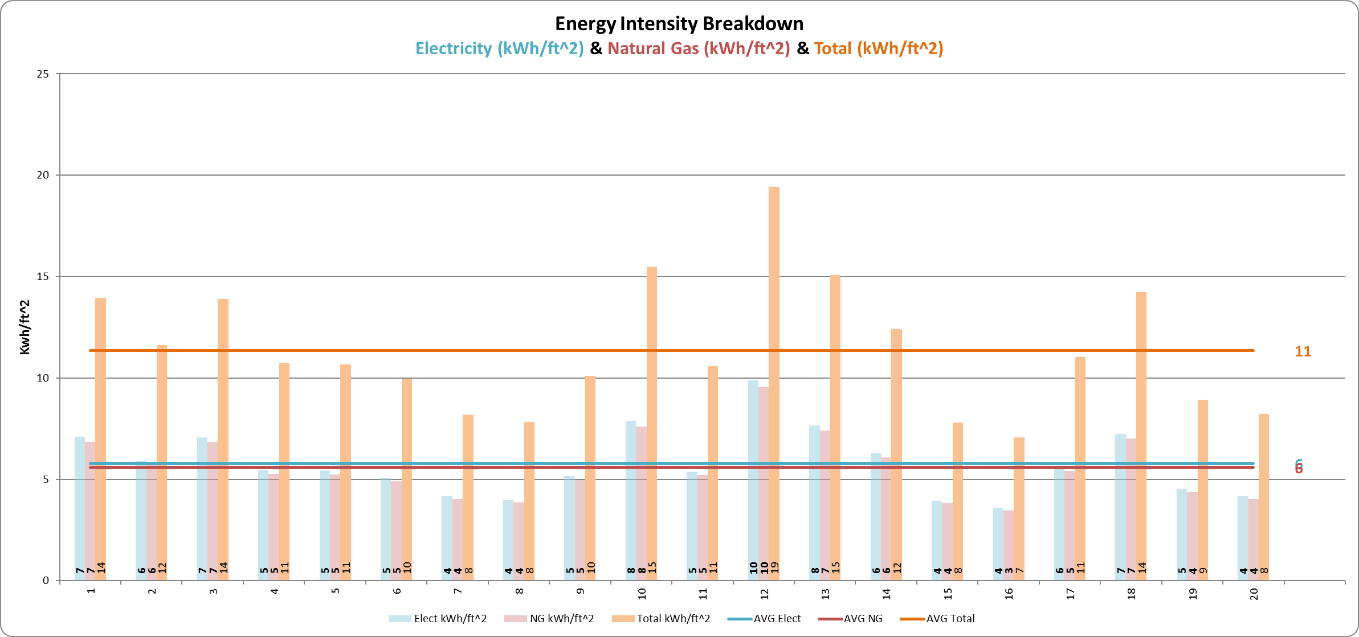 Energy Intensity Breakdown
Electricity (kWh/ft^2) & Natural Gas (kWh/ft^2) & Total (kWh/ft^2)
25
20
15
10
5
0
Kwh/ft^2
11
6
6
7 7 14 6 6 12 7 7 14 5 5 11 5 5 11 5 5 10 4 4 8 4 4 8 5 5 10 8 8 15 5 5 11 10 10 19 8 7 15 6 6 12 4 4 8 4 3 7 6 5 11 7 7 14 5 4 9 4 4 8
1 2 3 4 5 6 7 8 9 10 11 12 13 14 15 16 17 18 19 20
Elect kWh/ft^2 NG kWh/ft^2 Total kWh/ft^2 AVG Elect AVG NG AVG Total